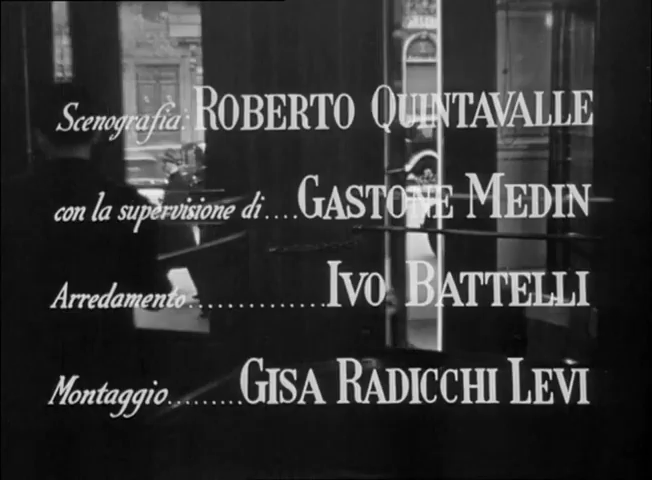 Scenografia: ROBERTO QUINTAVALLE
con la supervisione di.... GASTONE MEDIN
Arredamento.............. IVO BATTELLI
Montaggio......... GISA RADICCHI LEVI